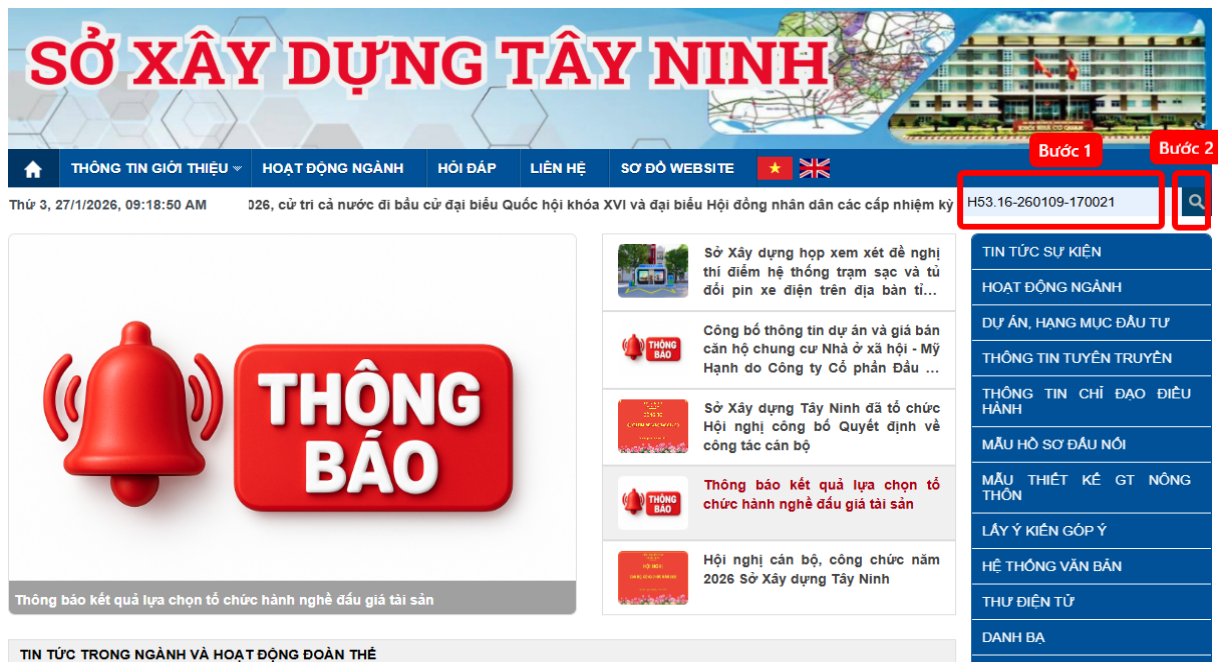 SỞ XÂY DỰNG TÂY NINH
Bước 1
Bước 2
THÔNG TIN GIỚI THIỆU
HOẠT ĐỘNG NGÀNH
HỎI ĐÁP
LIÊN HỆ
SƠ ĐỒ WEBSITE
Thứ 3, 27/1/2026, 09:18:50 AM
026, cử tri cả nước đi bầu cử đại biểu Quốc hội khóa XVI và đại biểu Hội đồng nhân dân các cấp nhiệm kỳ
H53.16-260109-170021
THÔNG
BÁO
Thông báo kết quả lựa chọn tổ chức hành nghề đấu giá tài sản
Sở Xây dựng họp xem xét đề nghị
thí điểm hệ thống trạm sạc và tủ
đổi pin xe điện trên địa bàn tỉ...
THÔNG
BÁO
Công bố thông tin dự án và giá bán
căn hộ chung cư Nhà ở xã hội - Mỹ
Hạnh do Công ty Cổ phần Đầu ...
Sở Xây dựng Tây Ninh đã tổ chức
Hội nghị công bố Quyết định về
công tác cán bộ
THÔNG
BÁO
Thông báo kết quả lựa chọn tổ
chức hành nghề đấu giá tài sản
HỘI NGHỊ
Hội nghị cán bộ, công chức năm
2026 Sở Xây dựng Tây Ninh
TIN TỨC SỰ KIỆN
HOẠT ĐỘNG NGÀNH
DỰ ÁN, HẠNG MỤC ĐẦU TƯ
THÔNG TIN TUYÊN TRUYỀN
THÔNG TIN CHỈ ĐẠO ĐIỀU
HÀNH
MẪU HỒ SƠ ĐẤU NỐI
MẪU THIẾT KẾ GT NÔNG
THÔN
LẤY Ý KIẾN GÓP Ý
HỆ THỐNG VĂN BẢN
THƯ ĐIỆN TỬ
DANH BẠ
TIN TỨC TRONG NGÀNH VÀ HOẠT ĐỘNG ĐOÀN THỂ